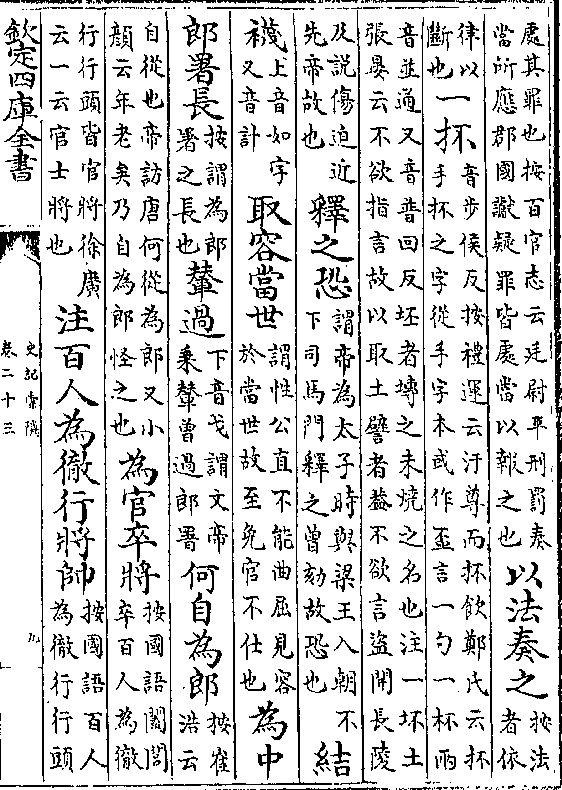 處其罪也按百官志云廷尉平刑罰奏當所應郡國讞疑罪皆處當以報之也以法奏之按法者依
律以斷也一抔音步侯反按禮運云汙尊而抔飲鄭氏云抔手抔之字從手字本或作盃言一勺一杯兩
音並通又音普回反坯者塼之未燒之名也注一坏土張晏云不欲指言故以取土譬者蓋不欲言盜開長陵
及說傷迫近先帝故也釋之恐謂帝為太子時與梁王入朝不下司馬門釋之曾劾故恐也結
襪上音如字又音計取容當世謂性公直不能曲屈見容於當世故至免官不仕也為中
郎署長按謂為郎署之長也輦過下音戈謂文帝乘輦曾過郎署何自為郎按崔浩云
自從也帝訪唐何從為郎又小顔云年老矣乃自為郎怪之也為官卒將按國語闔閭卒百人為徹
行行頭皆官將徐廣云一云官士將也注百人為徹行將帥按國語百人為徹行行頭
欽定四庫全書
史記索隱
卷二十三
九